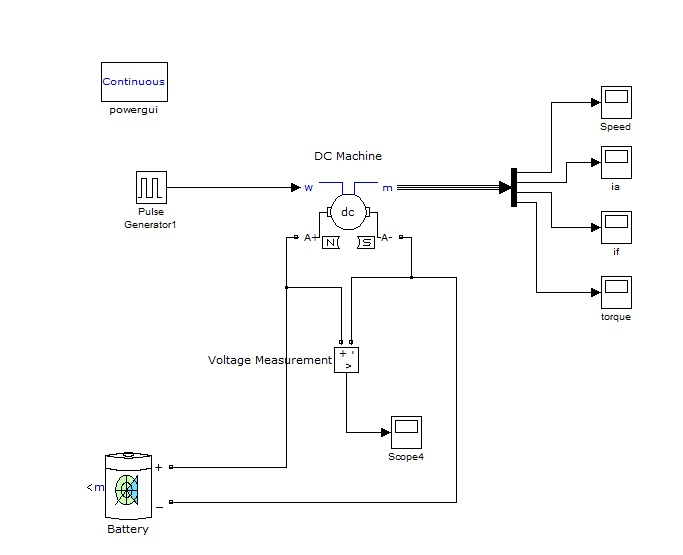 Continuous
powergui
Speed
DC Machine
ia
w
m
Pulse
Generator1
dc
A+
N
S
A-
if
torque
Voltage Measurement
+ -
>
Scope4
+
<m
_
Battery